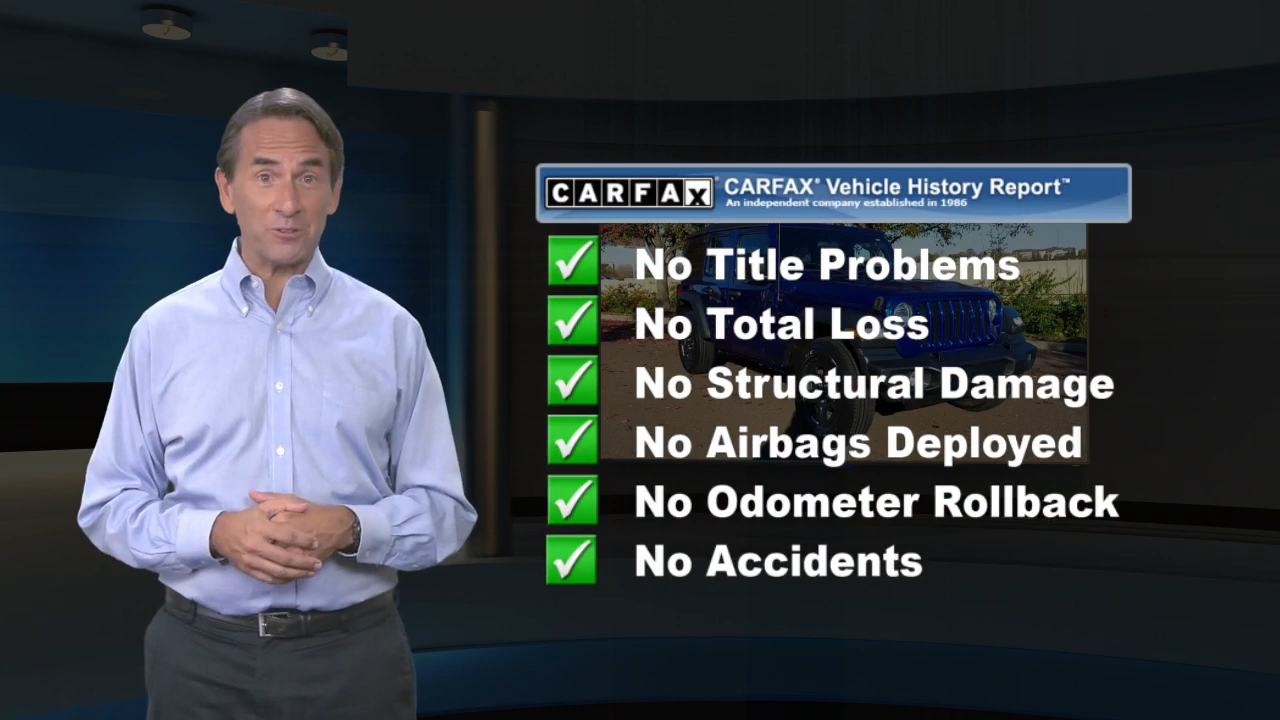 CARFAX® CARFAX® Vehicle History Report™
An independent company established in 1986
No Title Problems
No Total Loss
No Structural Damage
No Airbags Deployed
No Odometer Rollback
No Accidents